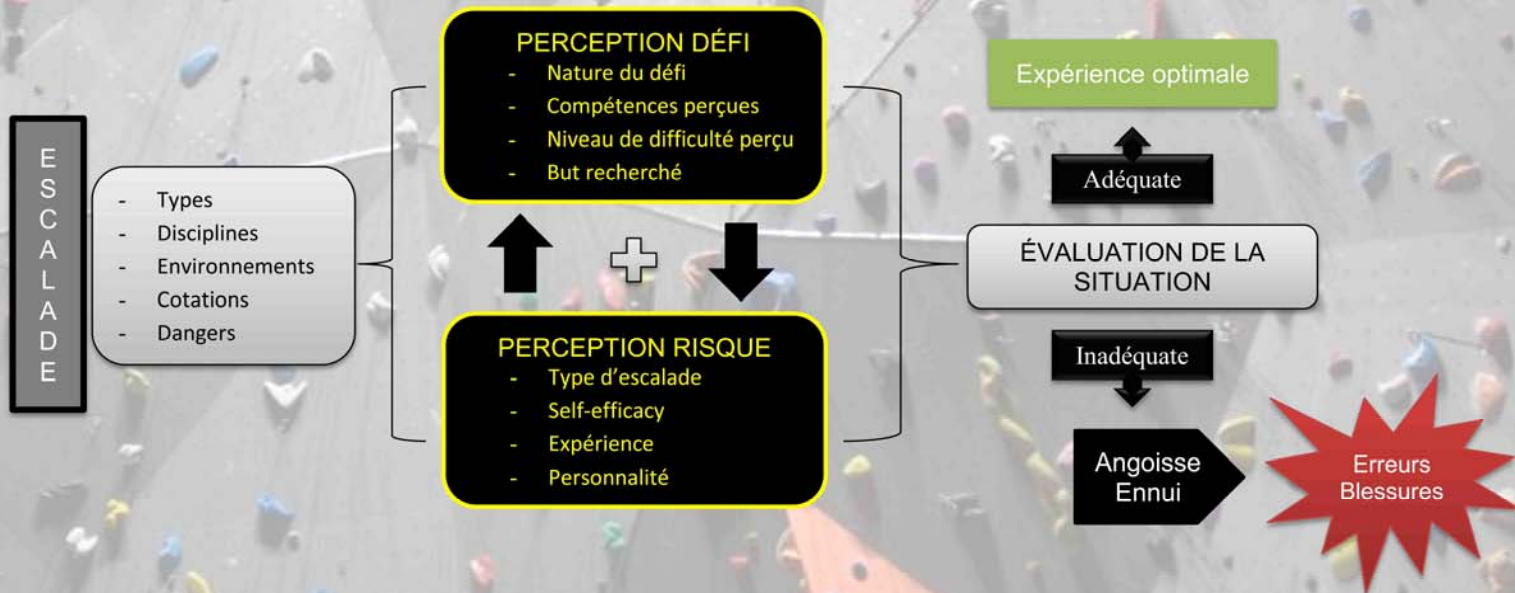 ESCALADE
- Types
- Disciplines
- Environnements
- Cotations
- Dangers
PERCEPTION DÉFI
- Nature du défi
- Compétences perçues
- Niveau de difficulté perçu
- But recherché
PERCEPTION RISQUE
- Type d'escalade
- Self-efficacy
- Expérience
- Personnalité
Expérience optimale
Adéquate
ÉVALUATION DE LA
SITUATION
Inadéquate
Angoisse
Ennui
Erreurs
Blessures